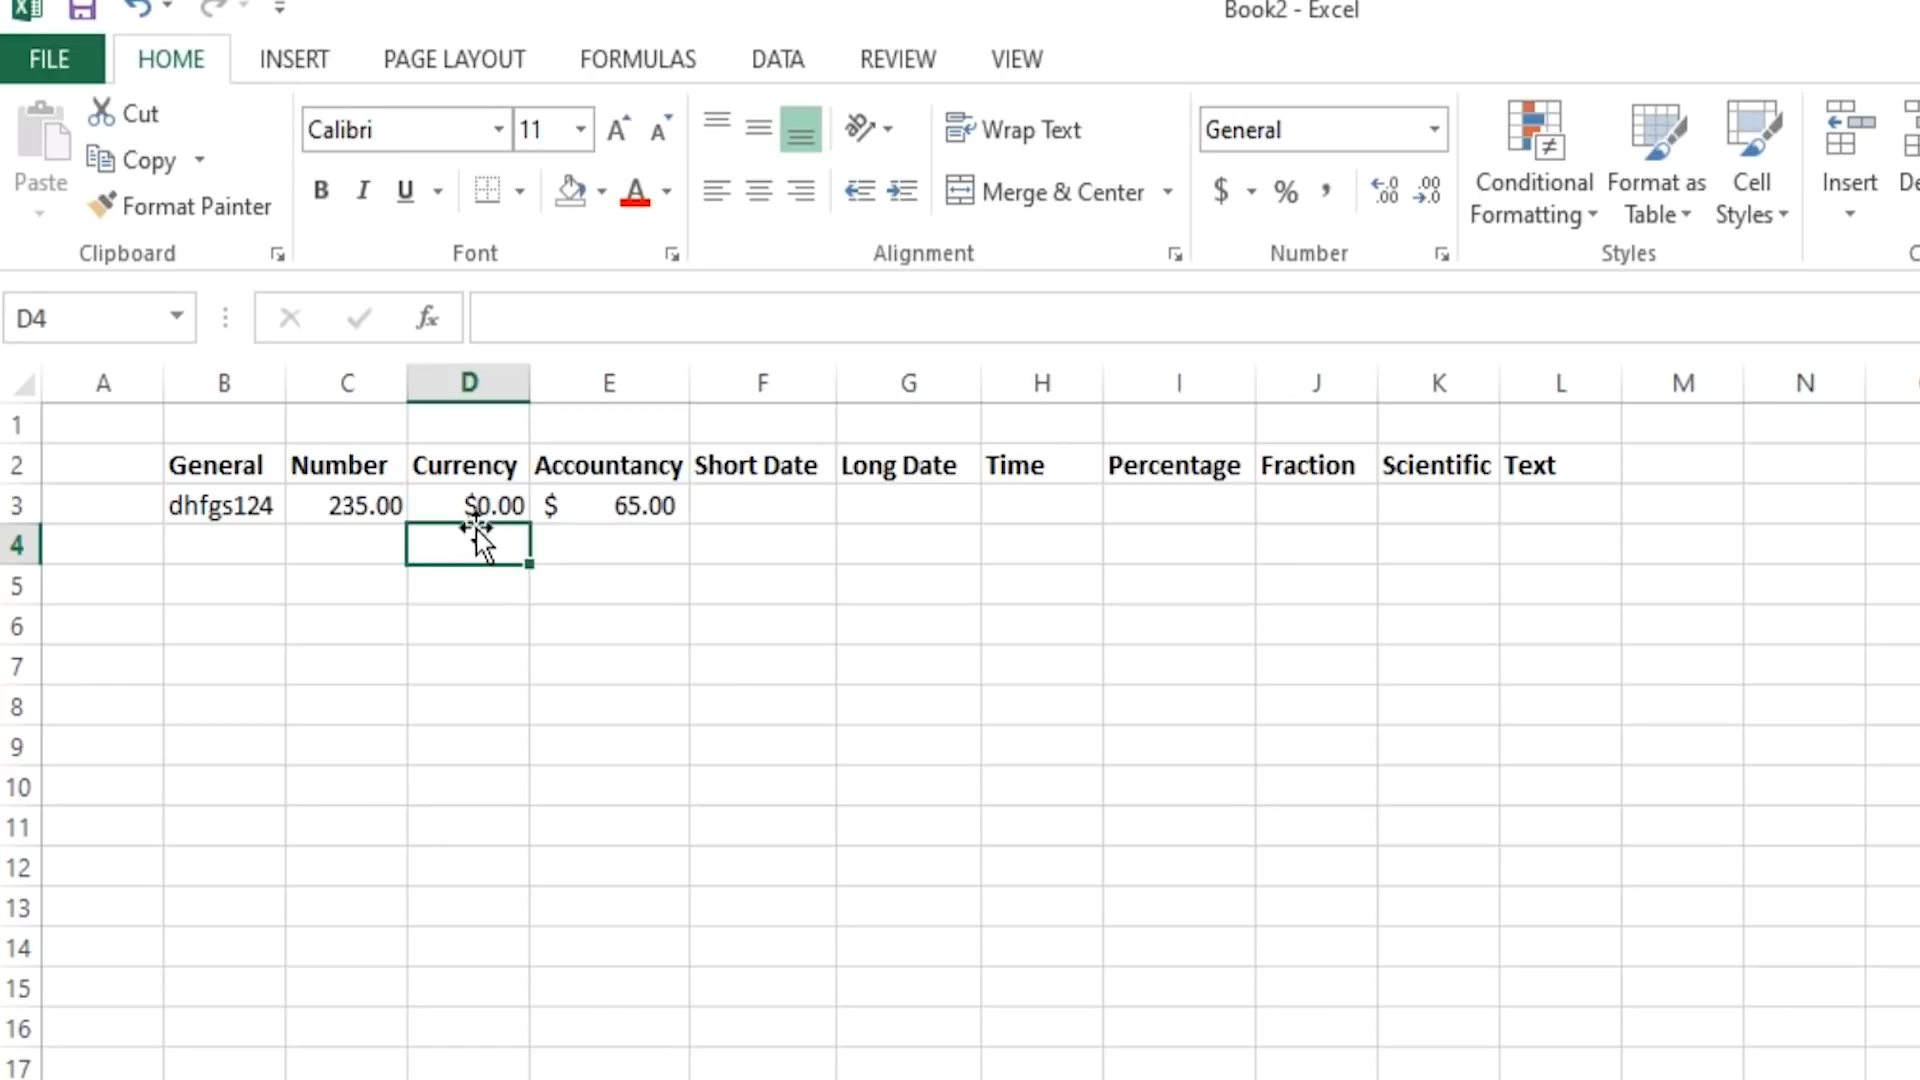 Book2 - Excel
FILE HOME INSERT PAGE LAYOUT FORMULAS DATA REVIEW VIEW
Paste
Cut
Copy
Format Painter
Clipboard
Calibri 11
B I U
Font
Wrap Text
Merge & Center
Alignment
General
$ % ,
Number
Conditional Formatting
Format as Table
Cell Styles
Styles
Insert
D4
fx
A B C D E F G H I J K L M N
1
2 General Number Currency Accountancy Short Date Long Date Time Percentage Fraction Scientific Text
3 dhfgs124 235.00 $0.00 $ 65.00
4
5
6
7
8
9
10
11
12
13
14
15
16
17